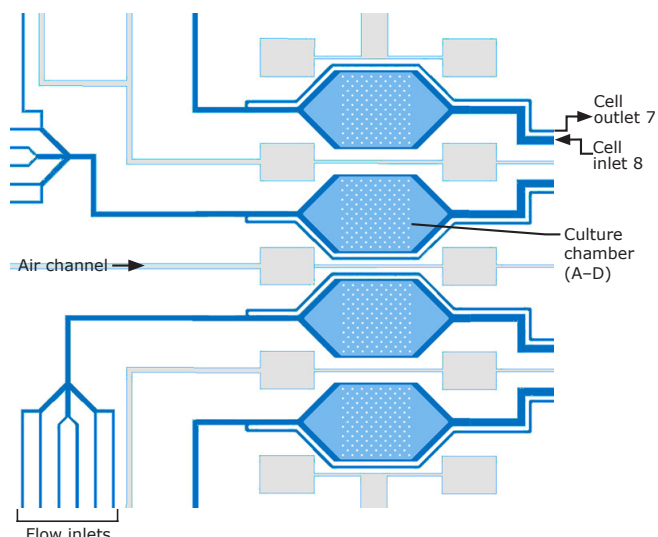 Cell
outlet 7
Cell
inlet 8
Culture
chamber
(A–D)
Air channel
Flow inlets